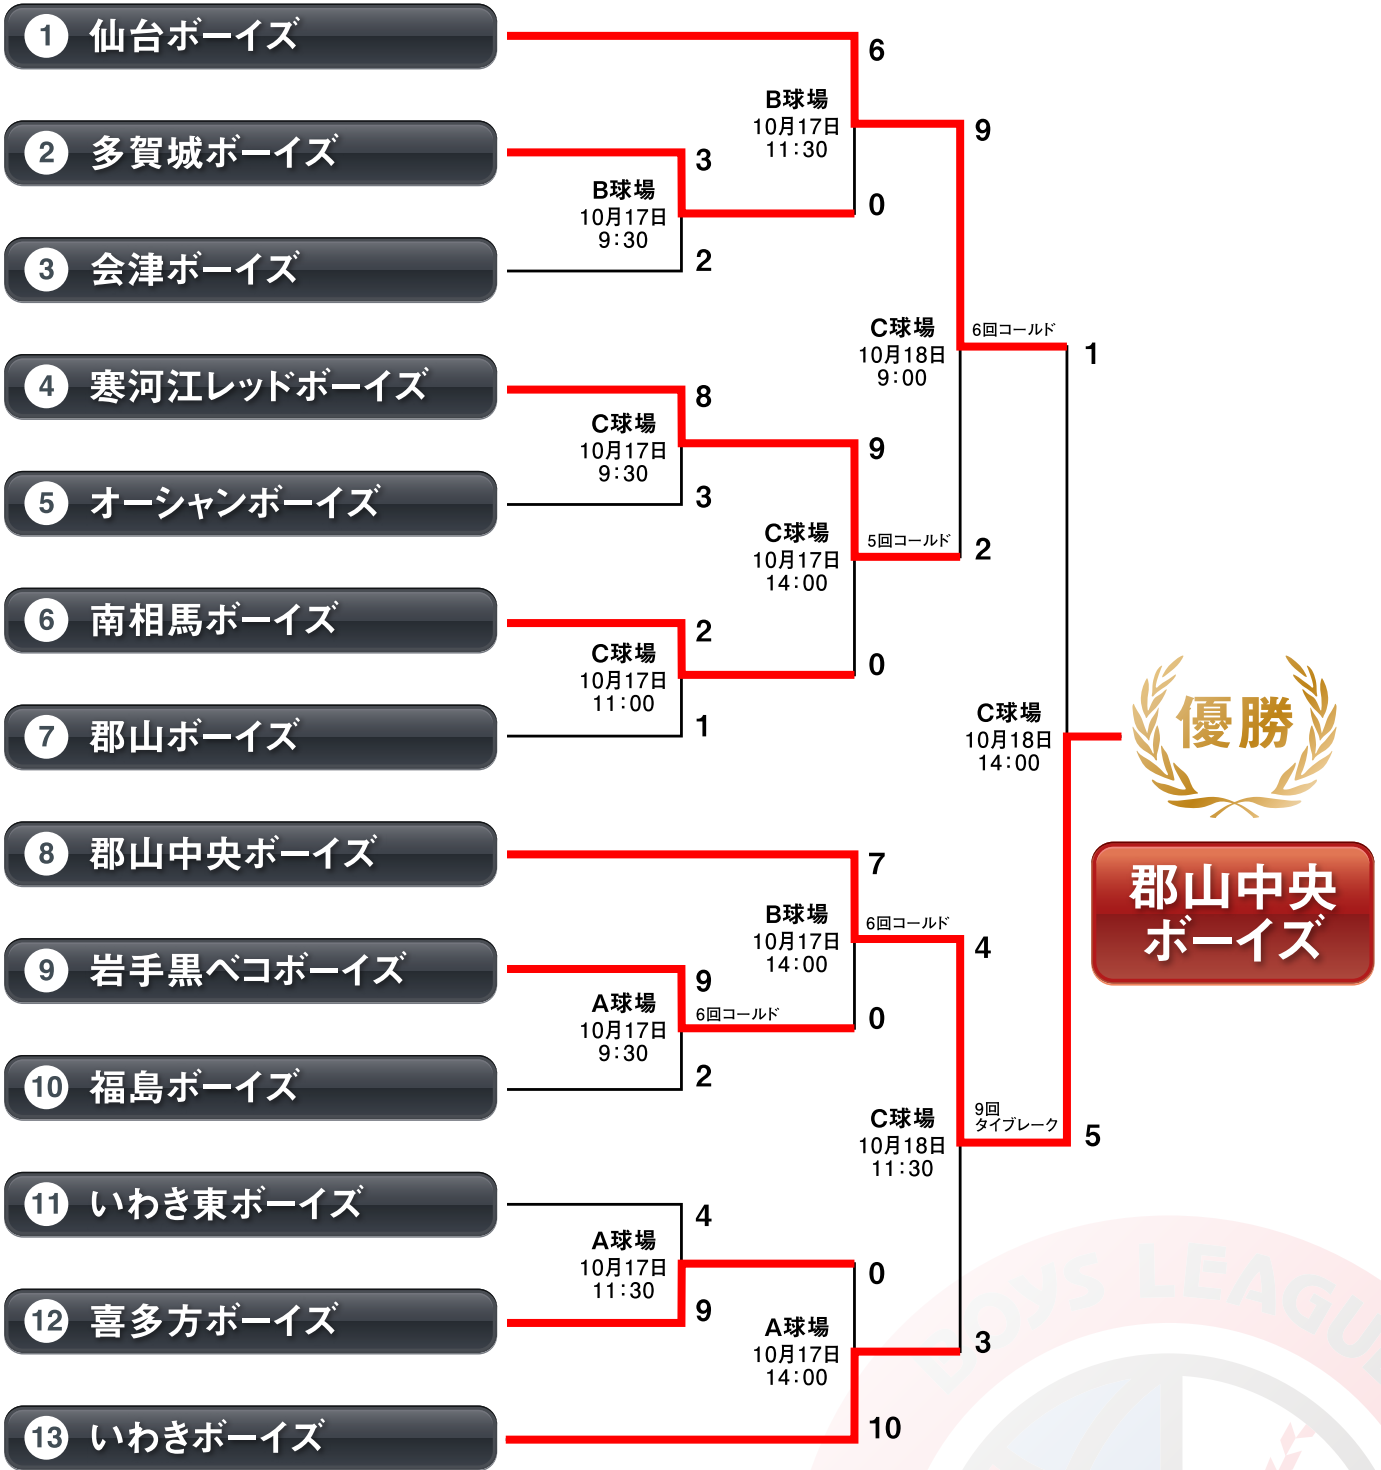 1 仙台ボーイズ
6
B球場
10月17日
11:30
9
2 多賀城ボーイズ
3
B球場
10月17日
9:30
0
2
3 会津ボーイズ
C球場
10月18日
9:00
6回コールド
1
4 寒河江レッドボーイズ
8
C球場
10月17日
9:30
9
5 オーシャンボーイズ
3
C球場
10月17日
14:00
5回コールド
2
6 南相馬ボーイズ
2
C球場
10月17日
11:00
0
7 郡山ボーイズ
1
C球場
10月18日
14:00
優勝
郡山中央
ボーイズ
8 郡山中央ボーイズ
7
B球場
10月17日
14:00
6回コールド
4
9 岩手黒ベコボーイズ
9
A球場
10月17日
9:30
6回コールド
0
10 福島ボーイズ
2
C球場
10月18日
11:30
9回
タイブレーク
5
11 いわき東ボーイズ
4
A球場
10月17日
11:30
0
12 喜多方ボーイズ
9
A球場
10月17日
14:00
3
13 いわきボーイズ
10
BOYS LEAGU